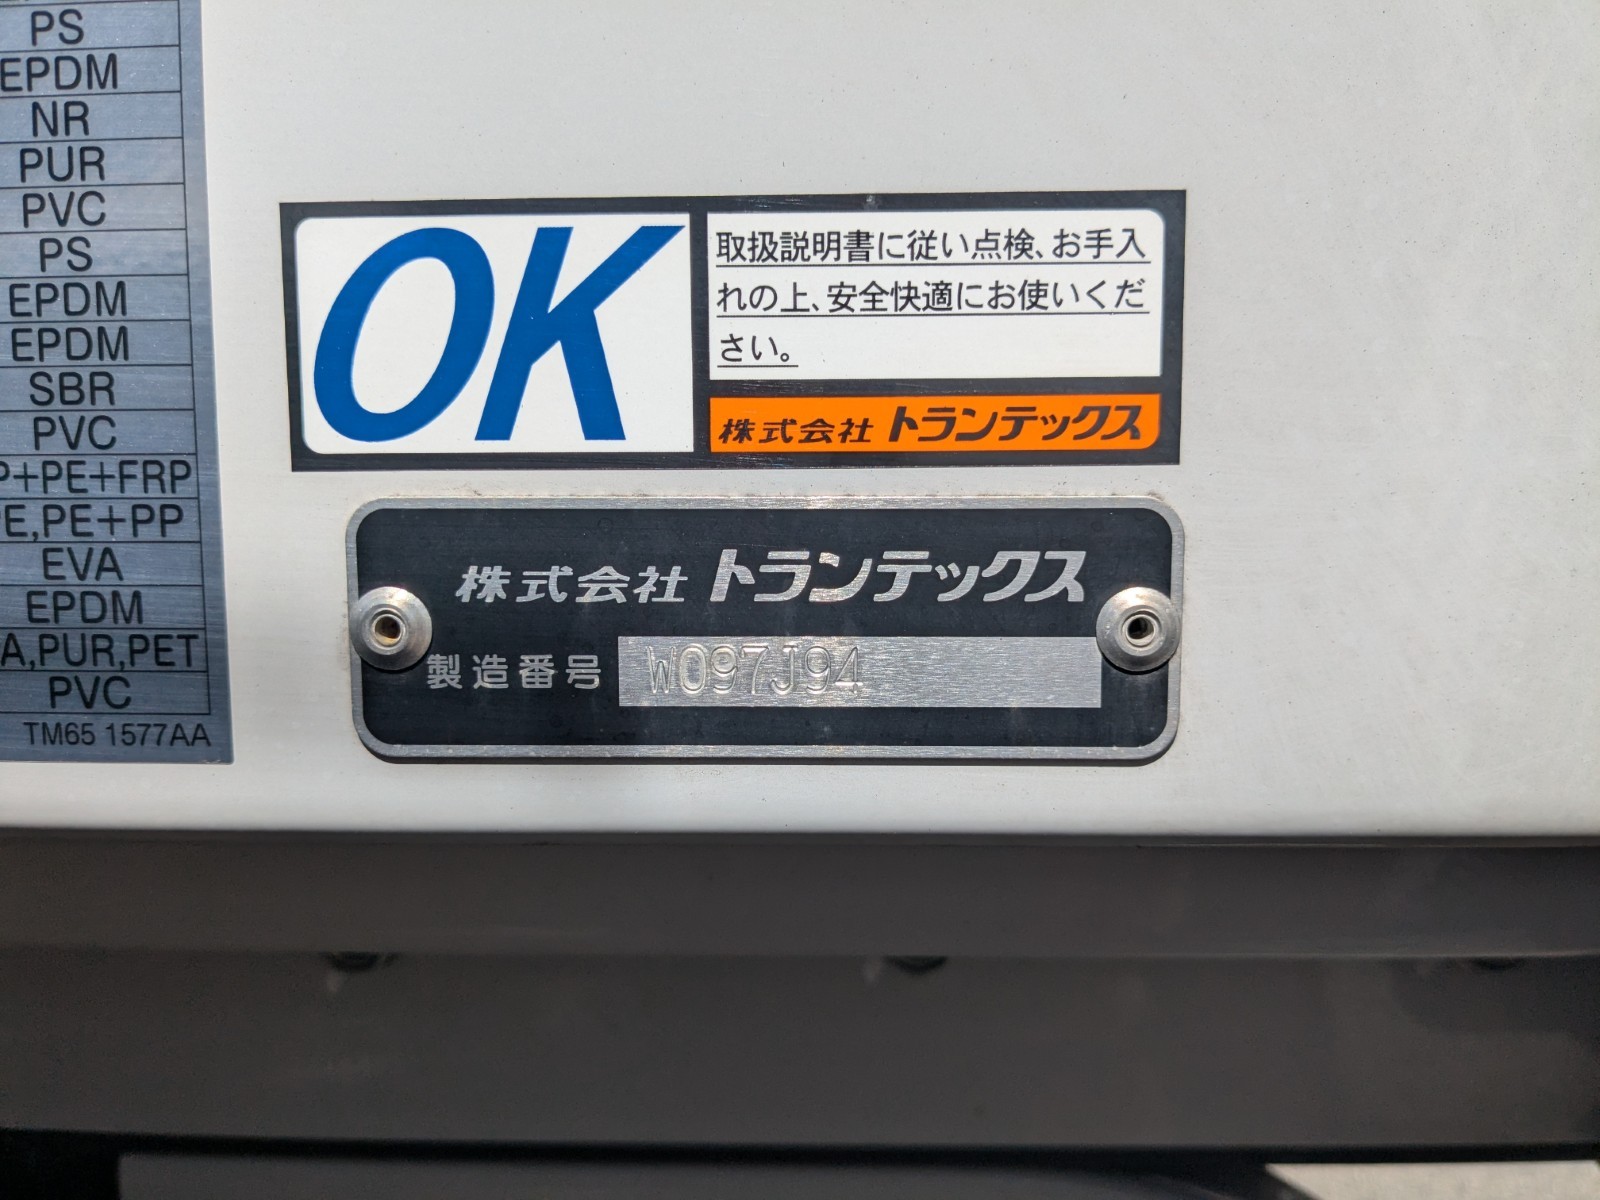 PS
EPDM
NR
PUR
PVC
PS
EPDM
EPDM
SBR
PVC
P+PE+FRP
PE,PE+PP
EVA
EPDM
A,PUR,PET
PVC
TM65 1577AA
OK
取扱説明書に従い点検、お手入
れの上、安全快適にお使いくだ
さい。
株式会社トランテックス
株式会社トランテックス
製造番号 W097J94